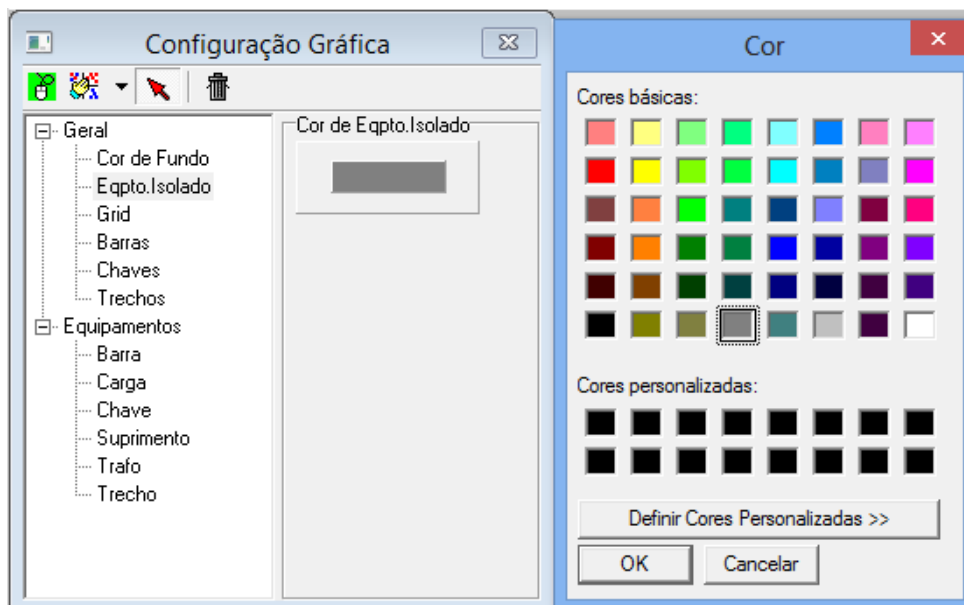 Configuração Gráfica
Geral
Cor de Fundo
Eqpto.Isolado
Grid
Barras
Chaves
Trechos
Equipamentos
Barra
Carga
Chave
Suprimento
Trafo
Trecho
Cor de Eqpto.Isolado
Cor
Cores básicas:
Cores personalizadas:
Definir Cores Personalizadas >>
OK
Cancelar